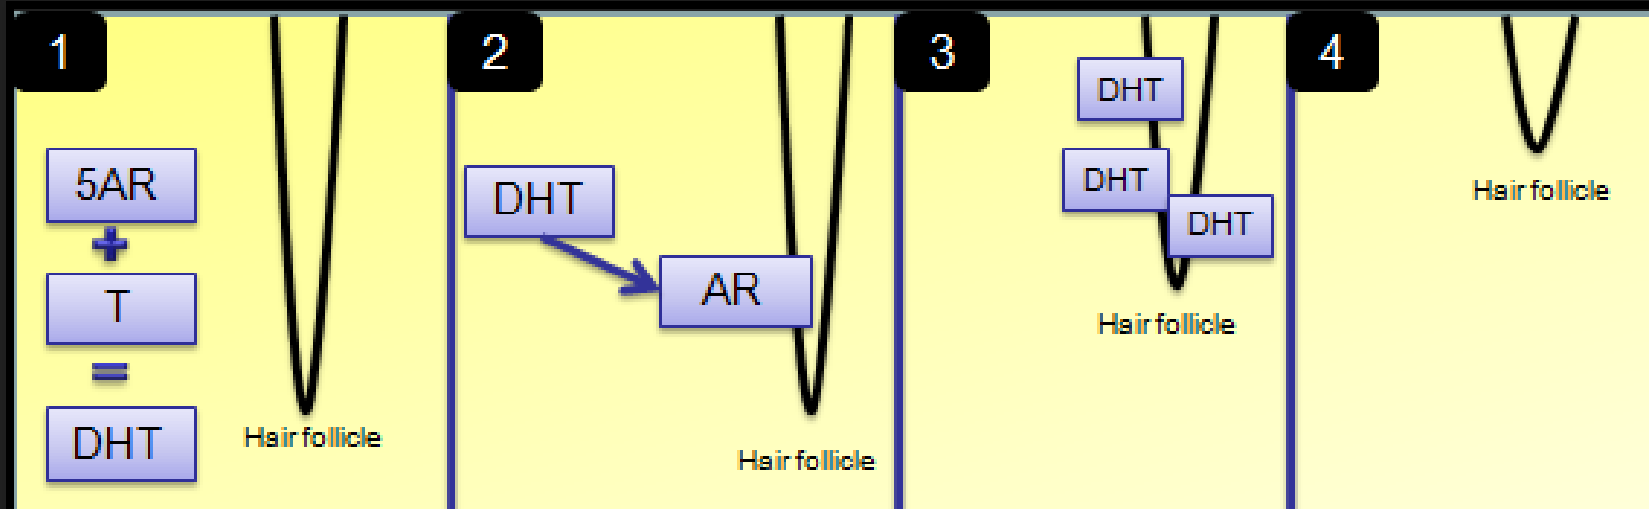 1
5AR
+
T
=
DHT
Hair follicle
2
DHT
AR
Hair follicle
3
DHT
DHT
DHT
Hair follicle
4
Hair follicle